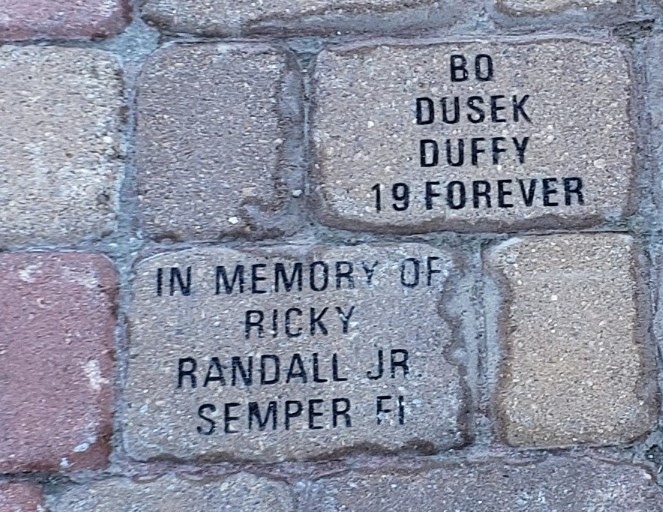 BO
DUSEK
DUFFY
19 FOREVER
IN MEMORY OF
RICKY
RANDALL JR.
SEMPER FI